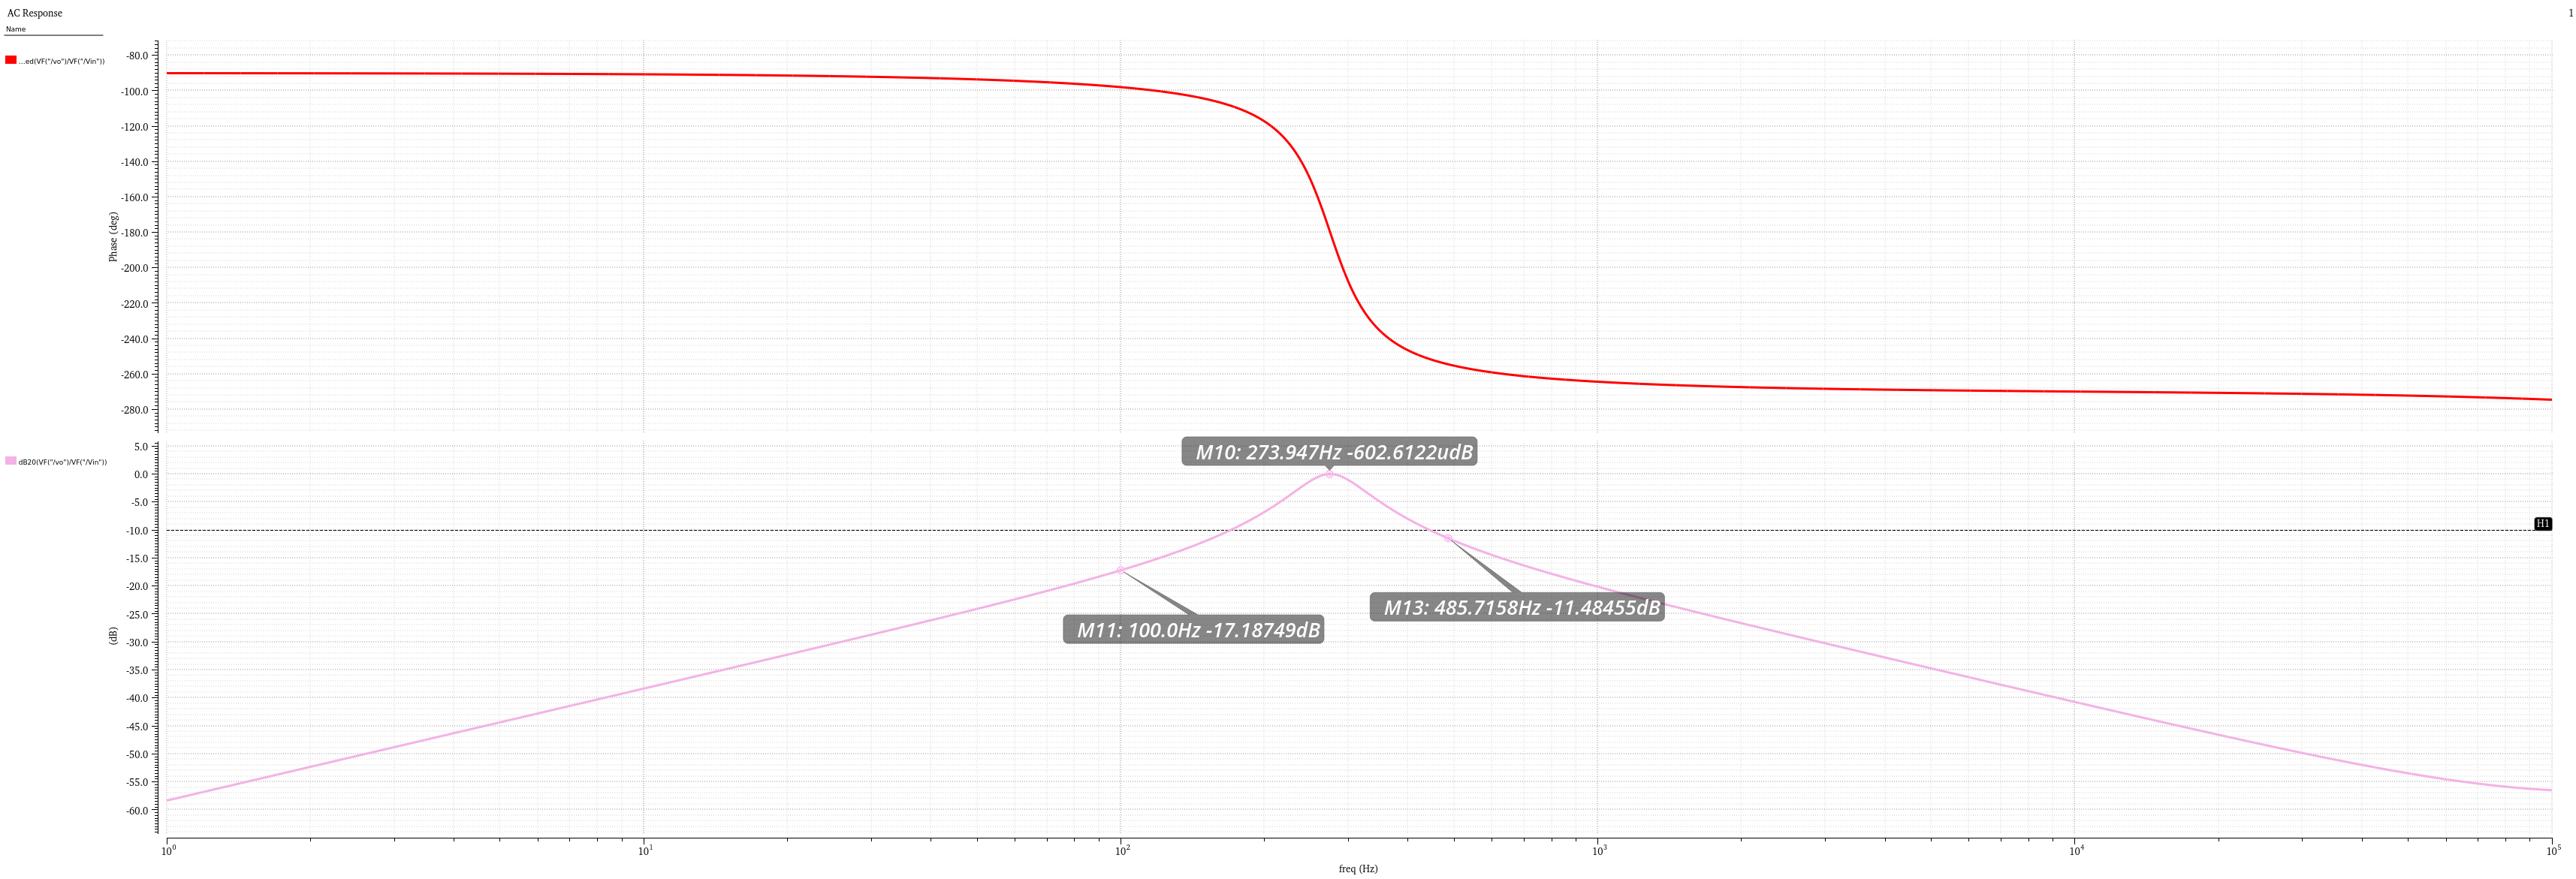 AC Response
1
Name
...ed(VF("/vo")/VF("/Vin"))
-80.0
-100.0
-120.0
-140.0
-160.0
-180.0
-200.0
-220.0
-240.0
-260.0
-280.0
Phase (deg)
dB20(VF("/vo")/VF("/Vin"))
5.0
0.0
-5.0
-10.0
-15.0
-20.0
-25.0
-30.0
-35.0
-40.0
-45.0
-50.0
-55.0
-60.0
(dB)
M10: 273.947Hz -602.6122udB
H1
M13: 485.7158Hz -11.48455dB
M11: 100.0Hz -17.18749dB
10⁰ 10¹ 10² 10³ 10⁴ 10⁵
freq (Hz)